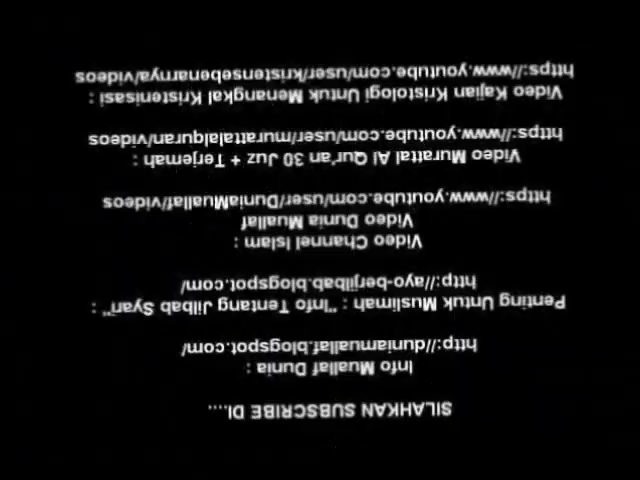 SILAHKAN SUBSCRIBE DI....
Info Muallaf Dunia :
http://duniamuallaf.blogspot.com/
Penting Untuk Muslimah : "Info Tentang Jilbab Syar'i" :
http://ayo-berjilbab.blogspot.com/
Video Channel Islam :
Video Dunia Muallaf
https://www.youtube.com/user/DuniaMuallaf/videos
Video Murattal Al Qur'an 30 Juz + Terjemah :
https://www.youtube.com/user/murattalalquran/videos
Video Kajian Kristologi Untuk Menangkal Kristenisasi :
https://www.youtube.com/user/kristensebenarnya/videos